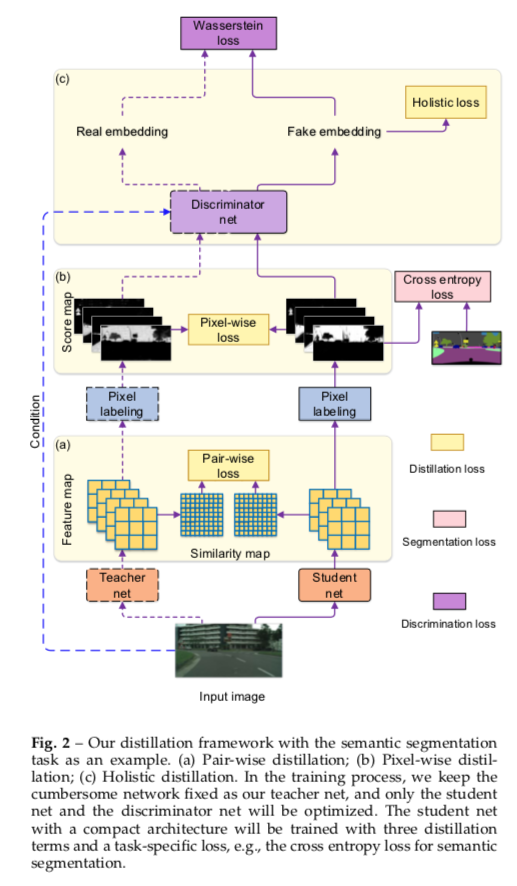 Wasserstein
loss
(c)
Holistic loss
Real embedding
Fake embedding
Discriminator
net
(b)
Cross entropy
loss
Score map
Pixel-wise
loss
Pixel
labeling
Pixel
labeling
Condition
(a)
Pair-wise
loss
Distillation loss
Feature map
Similarity map
Segmentation loss
Teacher
net
Student
net
Discrimination loss
Input image
Fig. 2 – Our distillation framework with the semantic segmentation
task as an example. (a) Pair-wise distillation; (b) Pixel-wise distil-
lation; (c) Holistic distillation. In the training process, we keep the
cumbersome network fixed as our teacher net, and only the student
net and the discriminator net will be optimized. The student net
with a compact architecture will be trained with three distillation
terms and a task-specific loss, e.g., the cross entropy loss for semantic
segmentation.